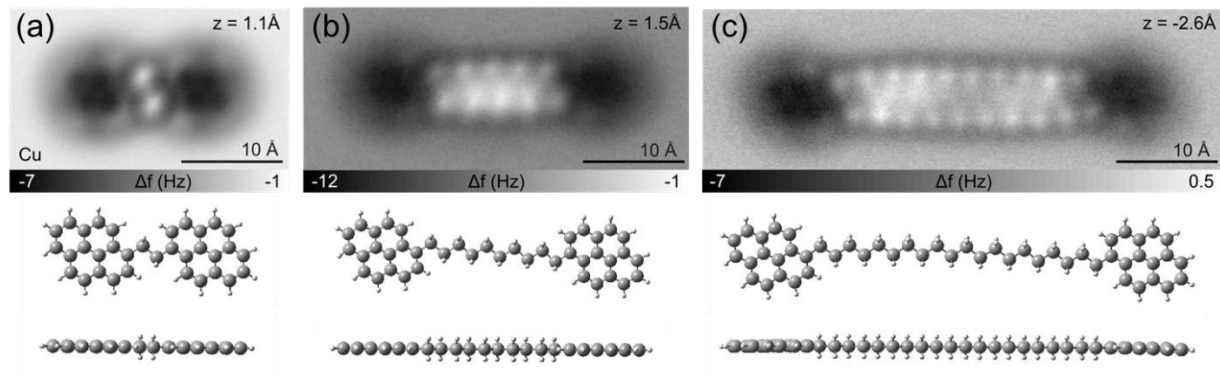 (a)
z = 1.1Å
Cu
10 Å
-7
Δf (Hz)
-1
(b)
z = 1.5Å
10 Å
-12
Δf (Hz)
-1
(c)
z = -2.6Å
10 Å
-7
Δf (Hz)
0.5